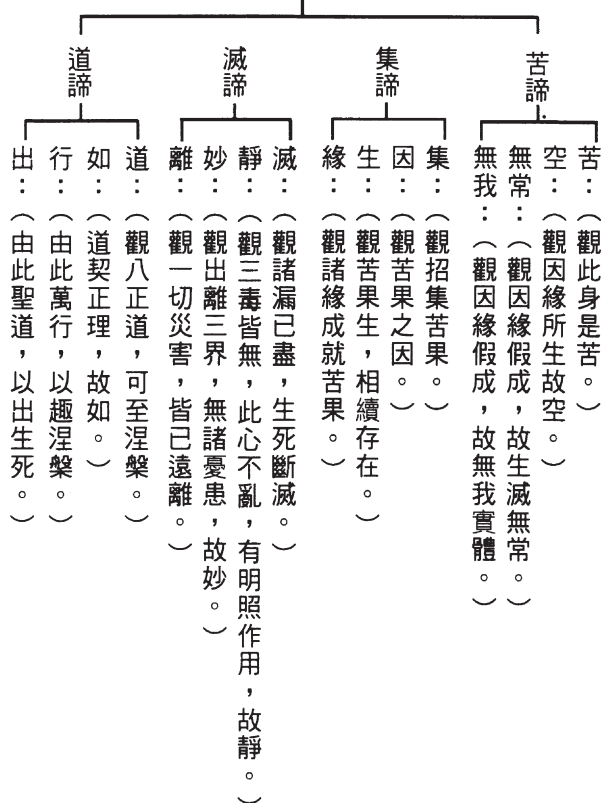 苦諦
苦：（觀此身是苦。）
空：（觀因緣所生故空。）
無常：（觀因緣假成，故生滅無常。）
無我：（觀因緣假成，故無我實體。）
集諦
集：（觀招集苦果。）
因：（觀苦果之因。）
生：（觀苦果生，相續存在。）
緣：（觀諸緣成就苦果。）
滅諦
滅：（觀諸漏已盡，生死斷滅。）
靜：（觀三毒皆無，此心不亂，有明照作用，故靜。）
妙：（觀出離三界，無諸憂患，故妙。）
離：（觀一切災害，皆已遠離。）
道諦
道：（觀八正道，可至涅槃。）
如：（道契正理，故如。）
行：（由此萬行，以趣涅槃。）
出：（由此聖道，以出生死。）